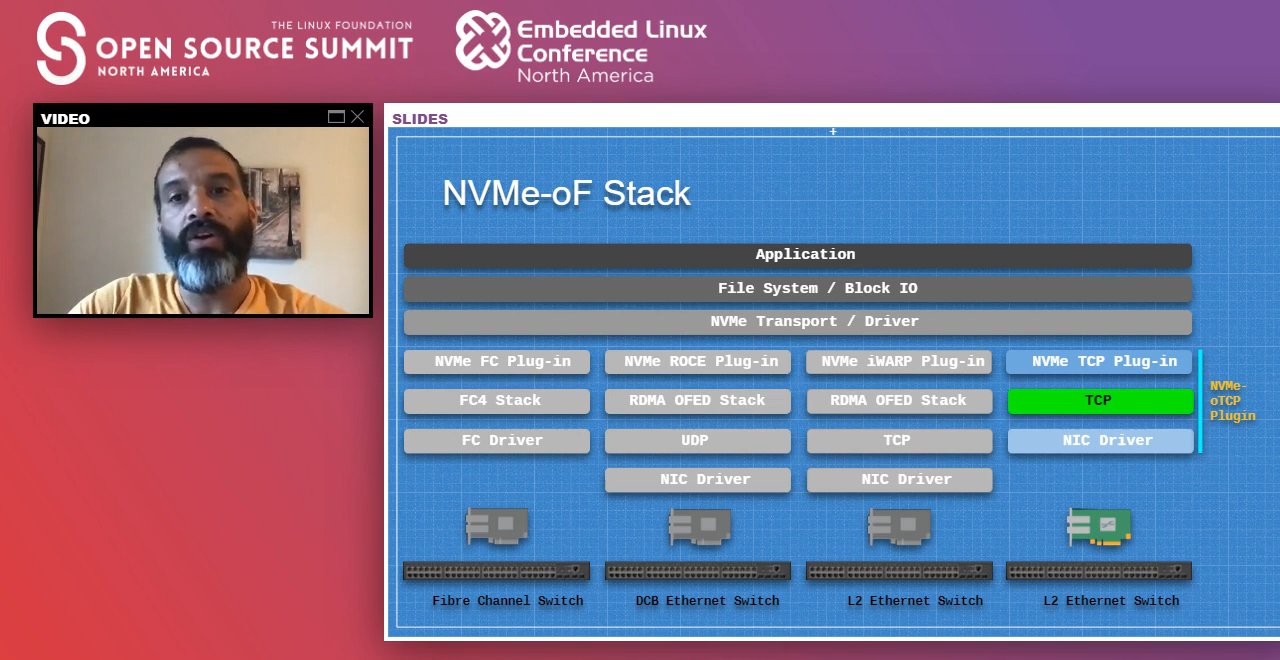 THE LINUX FOUNDATION
OPEN SOURCE SUMMIT
NORTH AMERICA
Embedded Linux
Conference
North America
VIDEO
SLIDES
NVMe-oF Stack
Application
File System / Block IO
NVMe Transport / Driver
NVMe FC Plug-in NVMe ROCE Plug-in NVMe iWARP Plug-in NVMe TCP Plug-in
FC4 Stack RDMA OFED Stack RDMA OFED Stack TCP
FC Driver UDP TCP NIC Driver
NVMe-
oTCP
Plugin
NIC Driver NIC Driver
Fibre Channel Switch DCB Ethernet Switch L2 Ethernet Switch L2 Ethernet Switch